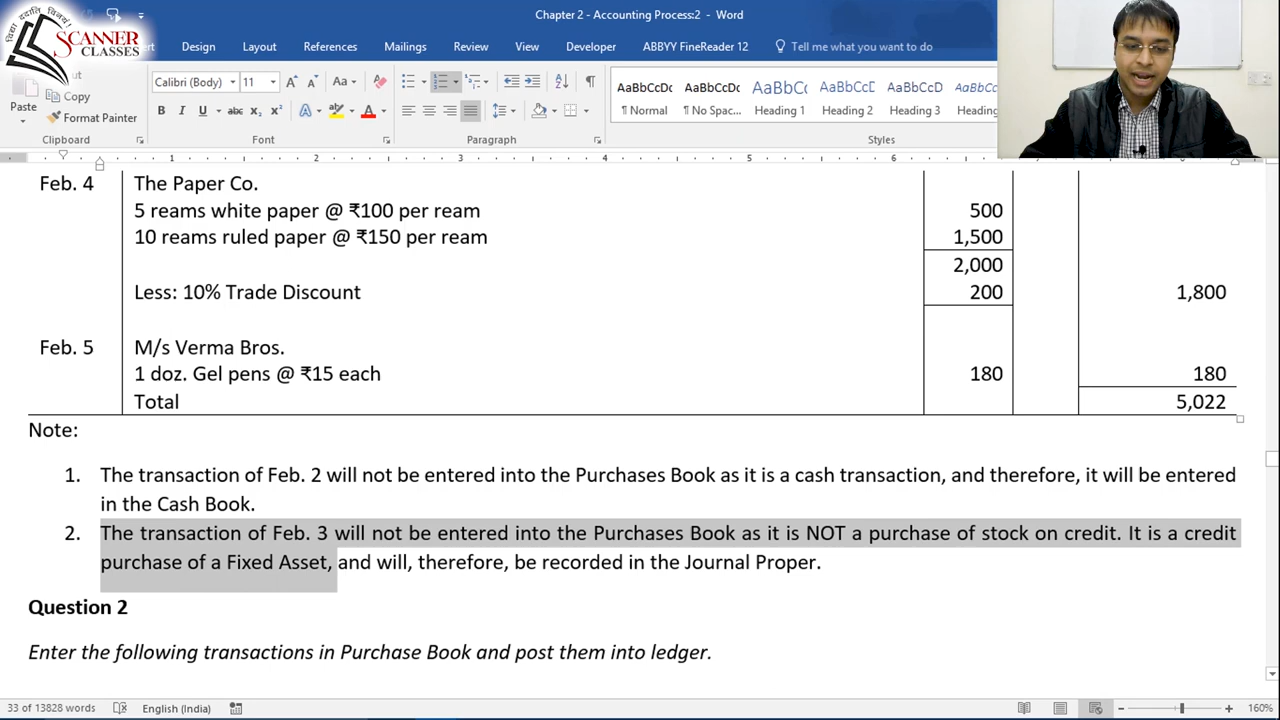 Chapter 2 - Accounting Process:2 - Word
SCANNER
CLASSES
Design Layout References Mailings Review View Developer ABBYY FineReader 12 Tell me what you want to do
Calibri (Body) 11
Paste
Copy
Format Painter
AaBbCcDc AaBbCcDc AaBbCc AaBbCcC AaBbCcD AaBbCc
¶ Normal ¶ No Spac... Heading 1 Heading 2 Heading 3 Heading
Clipboard Font Paragraph Styles
1 2 3 4 5 6
Feb. 4 The Paper Co.
5 reams white paper @ ₹100 per ream 500
10 reams ruled paper @ ₹150 per ream 1,500
2,000
Less: 10% Trade Discount 200 1,800
Feb. 5 M/s Verma Bros.
1 doz. Gel pens @ ₹15 each 180 180
Total 5,022
Note:
1. The transaction of Feb. 2 will not be entered into the Purchases Book as it is a cash transaction, and therefore, it will be entered
in the Cash Book.
2. The transaction of Feb. 3 will not be entered into the Purchases Book as it is NOT a purchase of stock on credit. It is a credit
purchase of a Fixed Asset, and will, therefore, be recorded in the Journal Proper.
Question 2
Enter the following transactions in Purchase Book and post them into ledger.
33 of 13828 words English (India) 160%